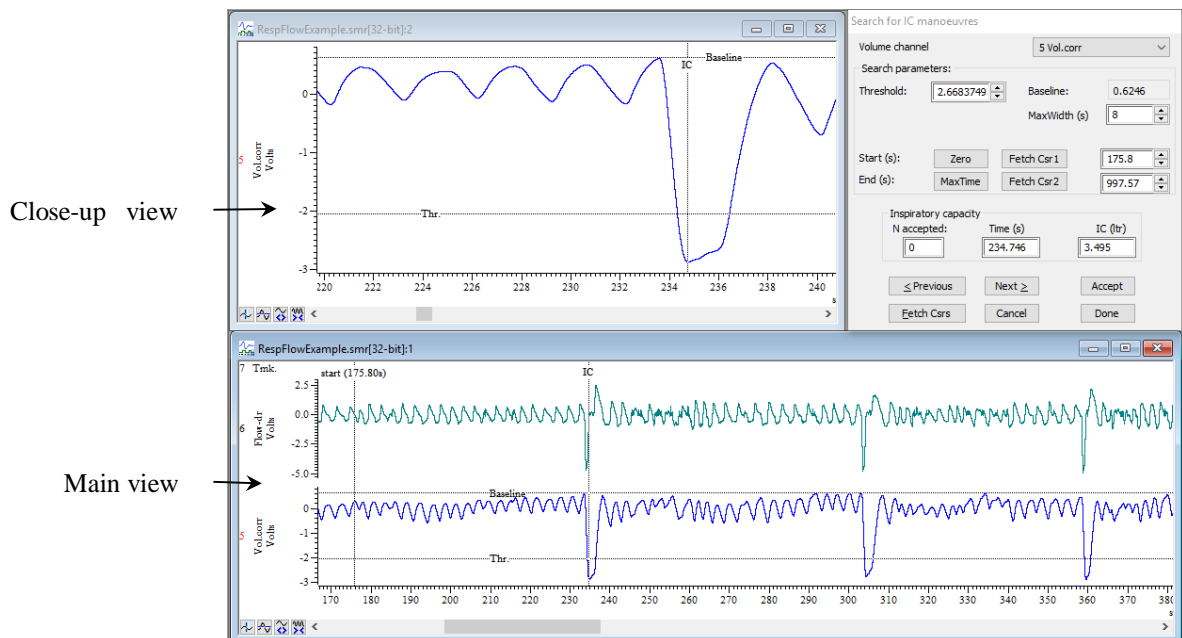 RespFlowExample.smr[32-bit]:2
Baseline
IC
0
-1
-2
-3
5
Vol.corr
Volts
Thr.
220 222 224 226 228 230 232 234 236 238 240
s
Close-up view
Search for IC manoeuvres
Volume channel 5 Vol.corr
Search parameters:
Threshold: 2.6683749 Baseline: 0.6246
MaxWidth (s) 8
Start (s): Zero Fetch Csr1 175.8
End (s): MaxTime Fetch Csr2 997.57
Inspiratory capacity
N accepted: Time (s) IC (ltr)
0 234.746 3.495
< Previous Next > Accept
Fetch Csrs Cancel Done
RespFlowExample.smr[32-bit]:1
7 Tmk.
start (175.80s) IC
2.5
0.0
-2.5
-5.0
6
Flow-dr
Volts
Baseline
0
-1
-2
-3
5
Vol.corr
Volts
Thr.
170 180 190 200 210 220 230 240 250 260 270 280 290 300 310 320 330 340 350 360 370 380
s
Main view